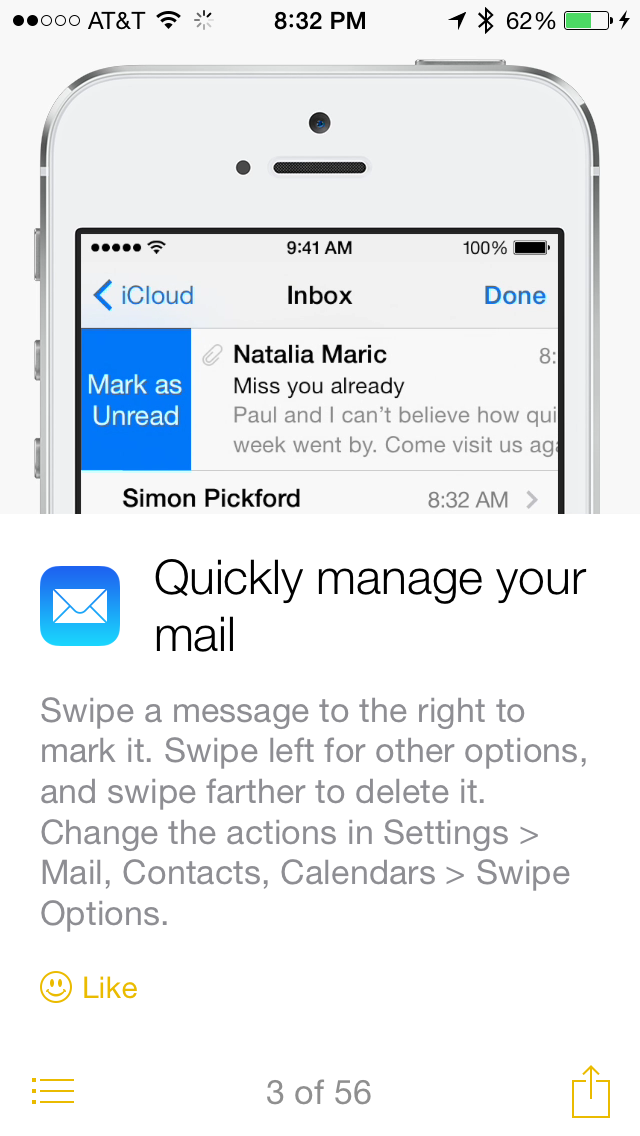 AT&T 8:32 PM 62%
9:41 AM 100%
iCloud Inbox Done
Mark as Unread
Natalia Maric 8:
Miss you already
Paul and I can't believe how qui
week went by. Come visit us aga
Simon Pickford 8:32 AM
Quickly manage your
mail
Swipe a message to the right to
mark it. Swipe left for other options,
and swipe farther to delete it.
Change the actions in Settings >
Mail, Contacts, Calendars > Swipe
Options.
Like
3 of 56